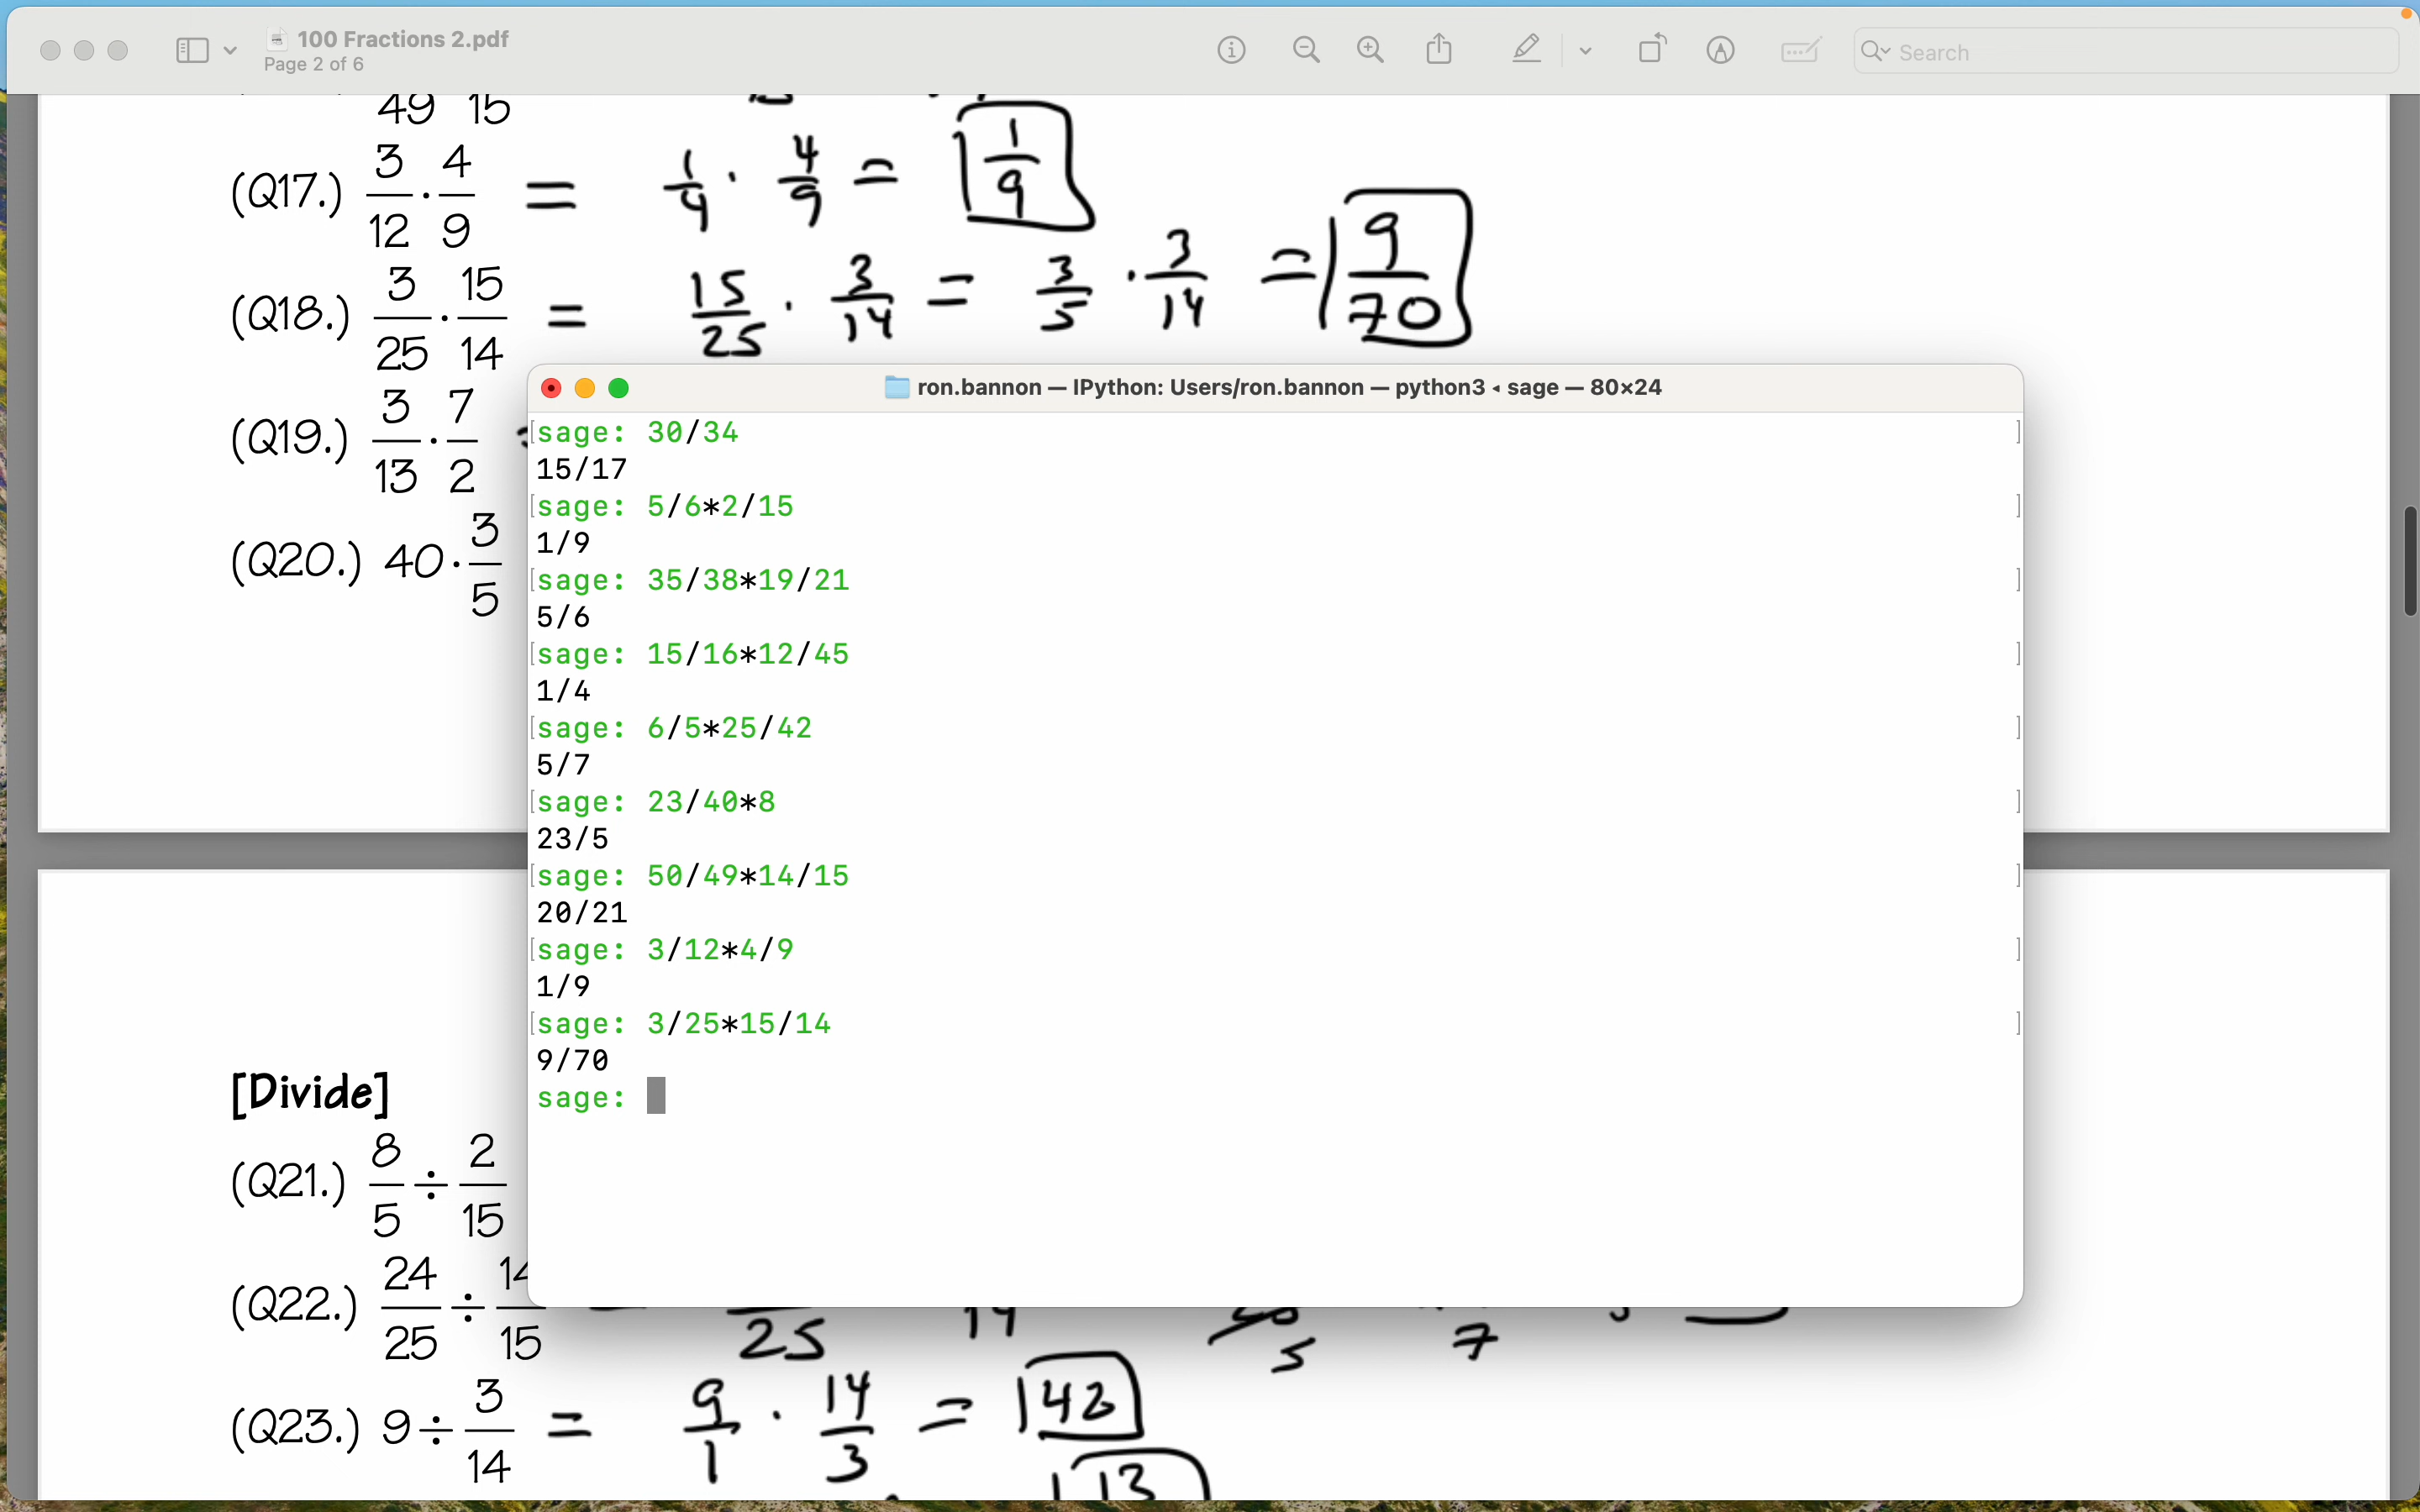 100 Fractions 2.pdf
Page 2 of 6
Search
49 15
(Q17.) 3/12 · 4/9 = 1/4 · 4/9 = 1/9
(Q18.) 3/25 · 15/14 = 15/25 · 3/14 = 3/5 · 3/14 = 9/70
(Q19.) 3/13 · 7/2
(Q20.) 40 · 3/5
ron.bannon — IPython: Users/ron.bannon — python3 ◂ sage — 80×24
sage: 30/34
15/17
sage: 5/6*2/15
1/9
sage: 35/38*19/21
5/6
sage: 15/16*12/45
1/4
sage: 6/5*25/42
5/7
sage: 23/40*8
23/5
sage: 50/49*14/15
20/21
sage: 3/12*4/9
1/9
sage: 3/25*15/14
9/70
sage:
[Divide]
(Q21.) 8/5 ÷ 2/15
(Q22.) 24/25 ÷ 14/15
25 14 5 7
(Q23.) 9 ÷ 3/14 = 9/1 · 14/3 = 42
13